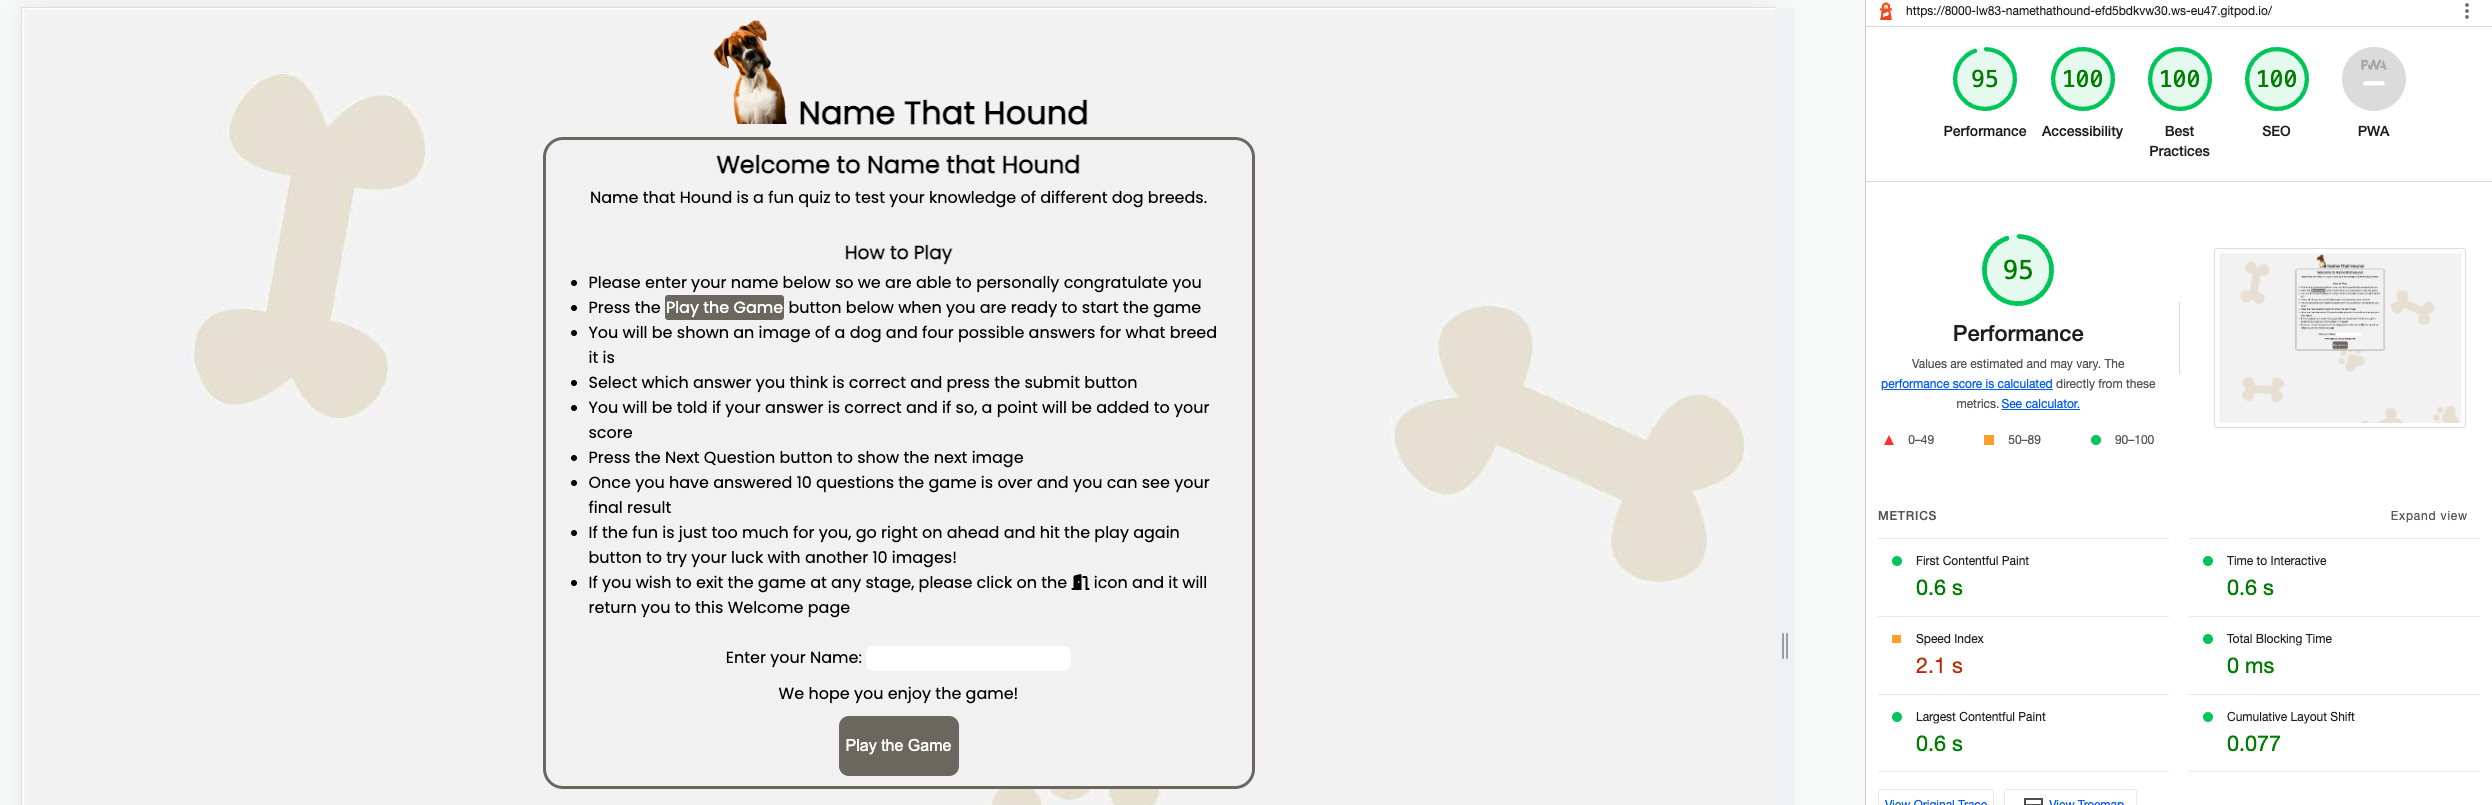 Name That Hound
Welcome to Name that Hound
Name that Hound is a fun quiz to test your knowledge of different dog breeds.
How to Play
Please enter your name below so we are able to personally congratulate you
Press the Play the Game button below when you are ready to start the game
You will be shown an image of a dog and four possible answers for what breed
it is
Select which answer you think is correct and press the submit button
You will be told if your answer is correct and if so, a point will be added to your
score
Press the Next Question button to show the next image
Once you have answered 10 questions the game is over and you can see your
final result
If the fun is just too much for you, go right on ahead and hit the play again
button to try your luck with another 10 images!
If you wish to exit the game at any stage, please click on the icon and it will
return you to this Welcome page
Enter your Name:
We hope you enjoy the game!
Play the Game
https://8000-lw83-namethathound-efd5bdkvw30.ws-eu47.gitpod.io/
95
100
100
100
PWA
Performance
Accessibility
Best
Practices
SEO
PWA
95
Performance
Values are estimated and may vary. The
performance score is calculated directly from these
metrics. See calculator.
0–49
50–89
90–100
METRICS
Expand view
First Contentful Paint
0.6 s
Time to Interactive
0.6 s
Speed Index
2.1 s
Total Blocking Time
0 ms
Largest Contentful Paint
0.6 s
Cumulative Layout Shift
0.077
View Original Trace
View Treemap